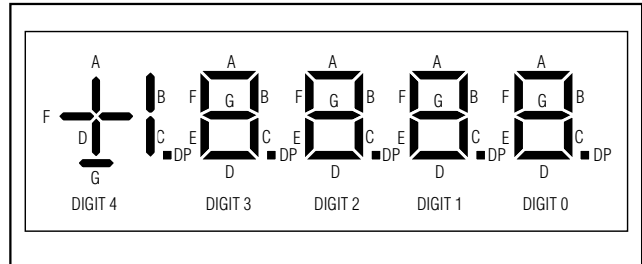 A A A A A
F B F G B F G B F G B F G B
D C E C E C E C E C
DP DP DP DP DP
G D D D D
DIGIT 4 DIGIT 3 DIGIT 2 DIGIT 1 DIGIT 0